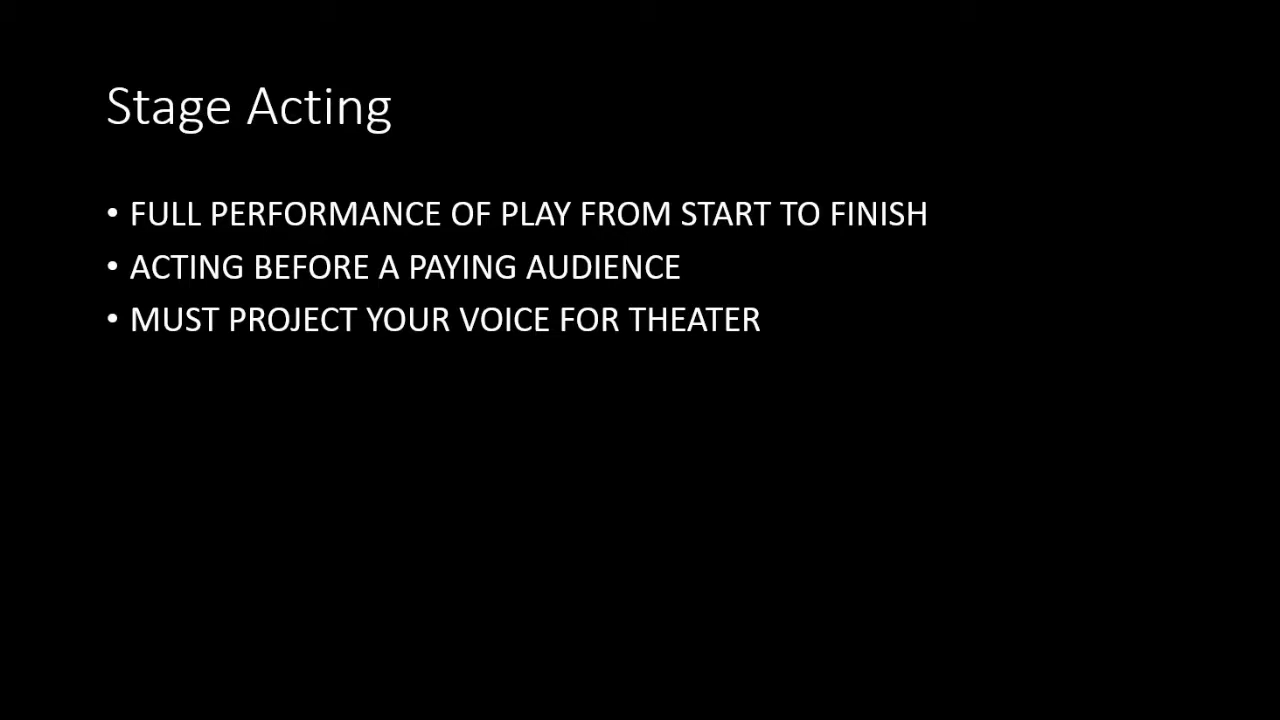 Stage Acting
• FULL PERFORMANCE OF PLAY FROM START TO FINISH
• ACTING BEFORE A PAYING AUDIENCE
• MUST PROJECT YOUR VOICE FOR THEATER